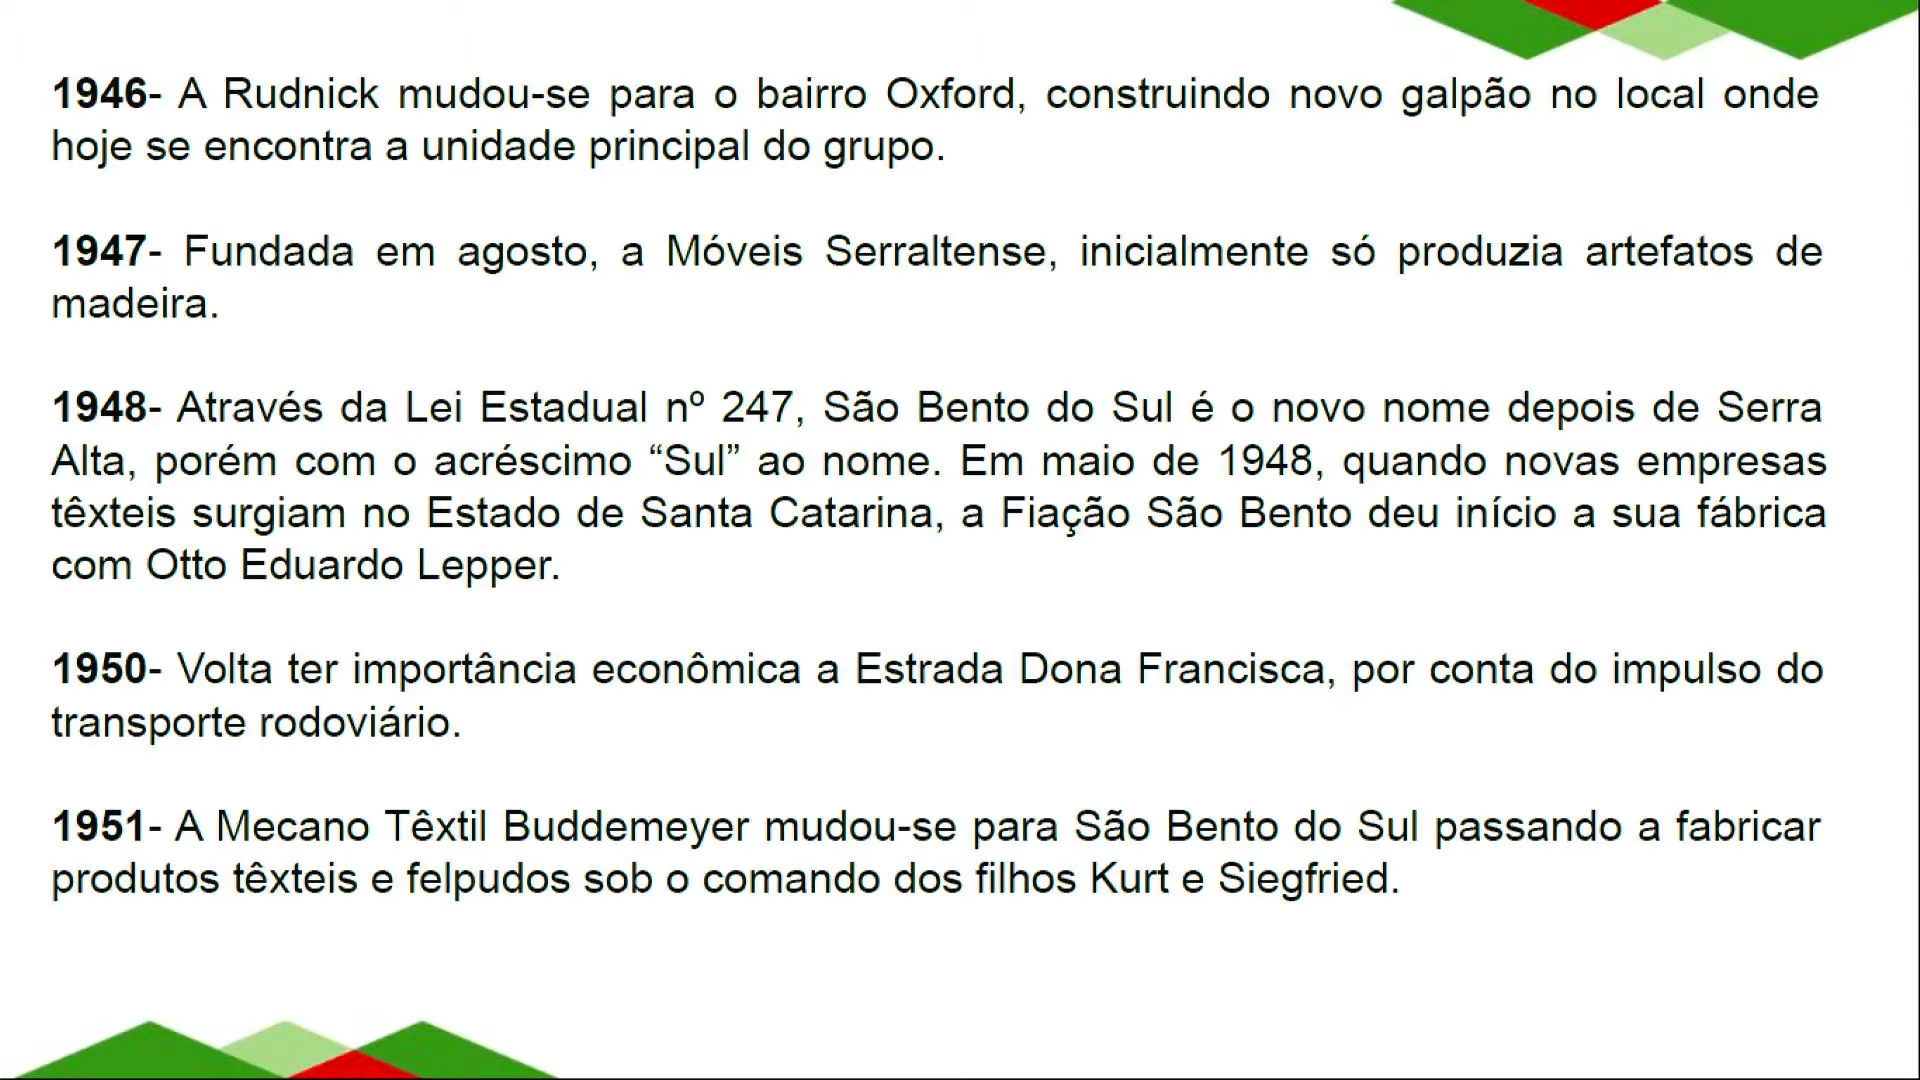 1946- A Rudnick mudou-se para o bairro Oxford, construindo novo galpão no local onde
hoje se encontra a unidade principal do grupo.
1947- Fundada em agosto, a Móveis Serraltense, inicialmente só produzia artefatos de
madeira.
1948- Através da Lei Estadual nº 247, São Bento do Sul é o novo nome depois de Serra
Alta, porém com o acréscimo “Sul” ao nome. Em maio de 1948, quando novas empresas
têxteis surgiam no Estado de Santa Catarina, a Fiação São Bento deu início a sua fábrica
com Otto Eduardo Lepper.
1950- Volta ter importância econômica a Estrada Dona Francisca, por conta do impulso do
transporte rodoviário.
1951- A Mecano Têxtil Buddemeyer mudou-se para São Bento do Sul passando a fabricar
produtos têxteis e felpudos sob o comando dos filhos Kurt e Siegfried.